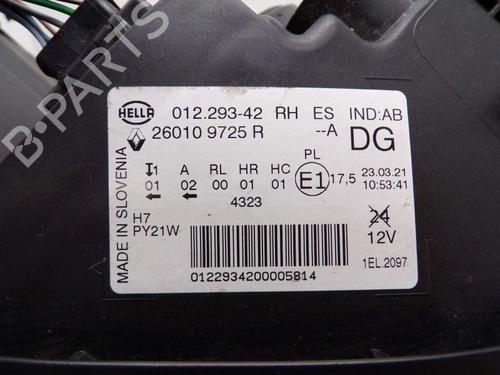 HELLA 012.293-42 RH ES IND:AB
26010 9725 R --A DG
MADE IN SLOVENIA
1 A RL HR HC PL
01 02 00 01 01 E1 17,5
23.03.21
10:53:41
4323
H7
PY21W
24
12V
0122934200005814
1EL.2097
B-PARTS